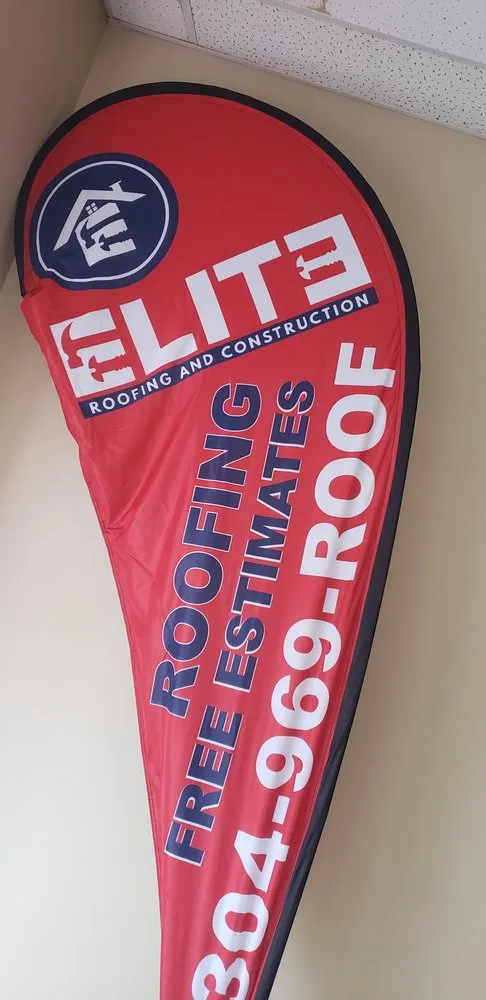 ELITE
ROOFING AND CONSTRUCTION
ROOFING
FREE ESTIMATES
304-969-ROOF